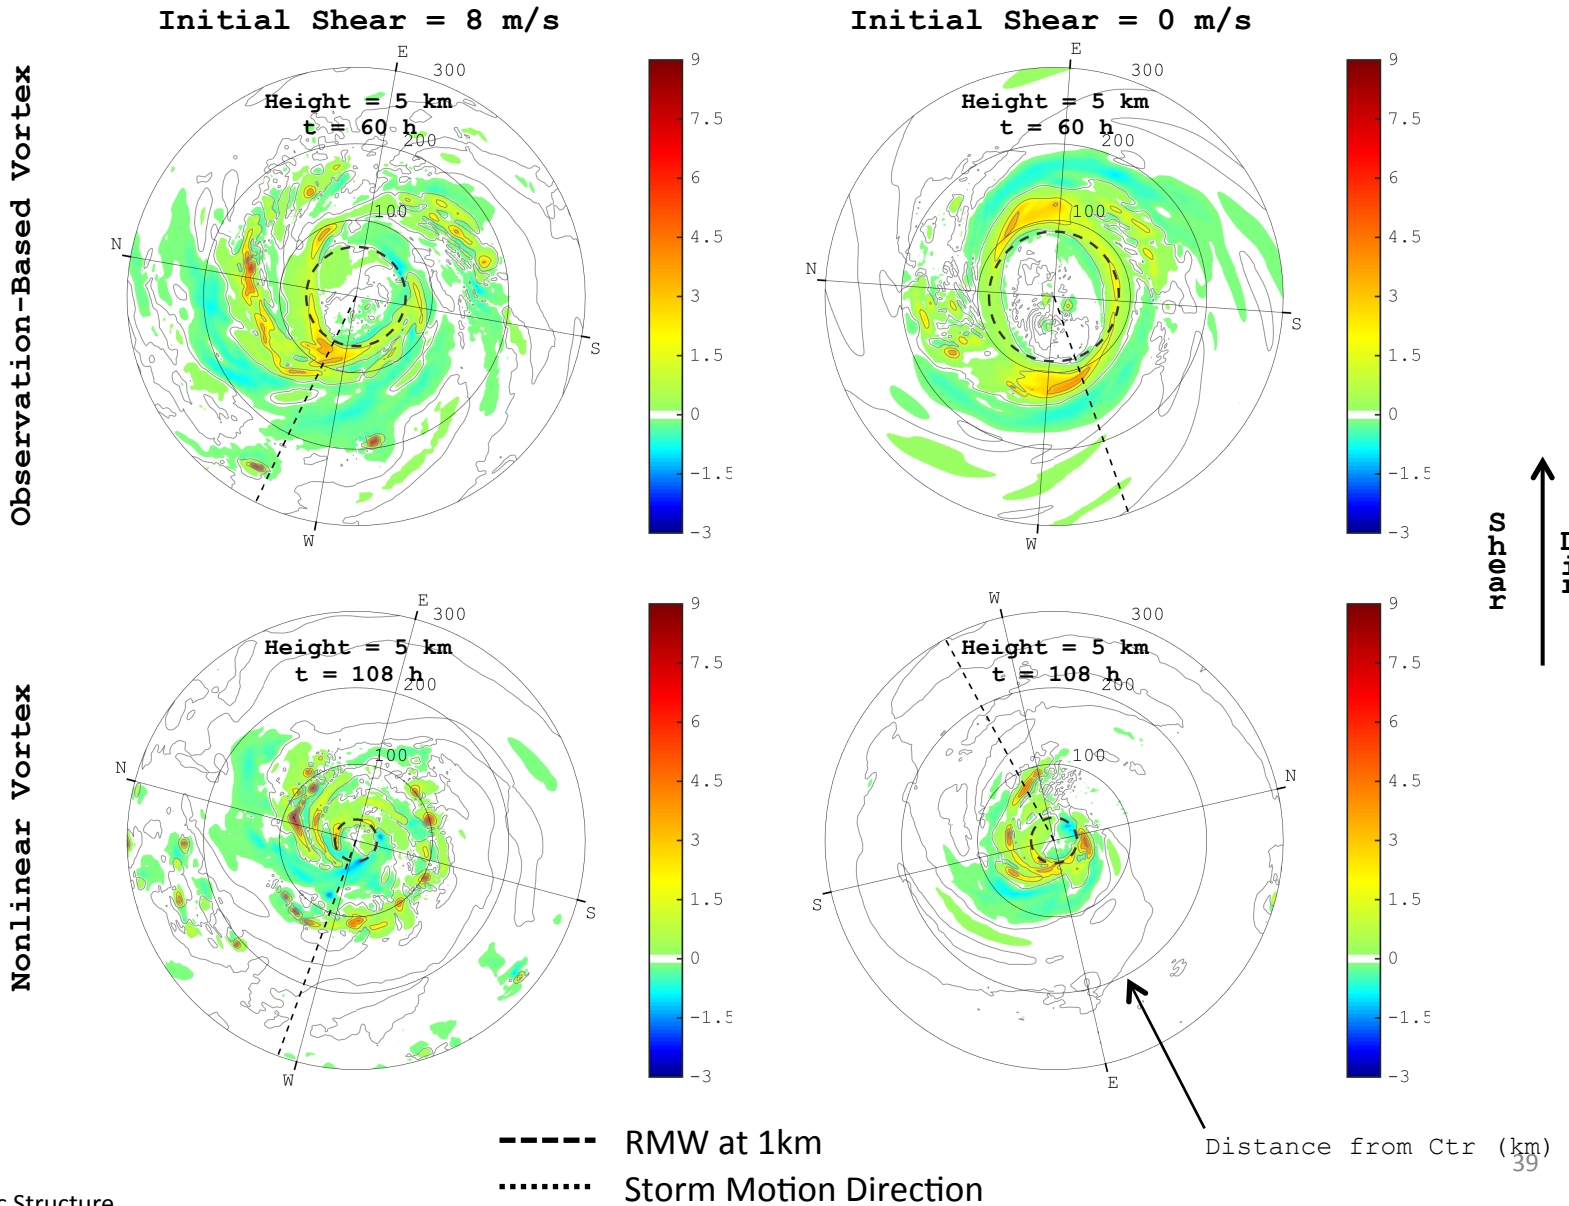 Initial Shear = 8 m/s
Initial Shear = 0 m/s
Observation-Based Vortex
E
300
Height = 5 km
t = 60 h
200
100
N
S
W
9
7.5
6
4.5
3
1.5
0
-1.5
-3
E
300
Height = 5 km
t = 60 h
200
100
N
S
W
9
7.5
6
4.5
3
1.5
0
-1.5
-3
Shear
Nonlinear Vortex
E
300
Height = 5 km
t = 108 h
200
100
N
S
W
9
7.5
6
4.5
3
1.5
0
-1.5
-3
W
300
Height = 5 km
t = 108 h
200
100
N
S
E
9
7.5
6
4.5
3
1.5
0
-1.5
-3
RMW at 1km
Storm Motion Direction
Distance from Ctr (km)
39
c Structure